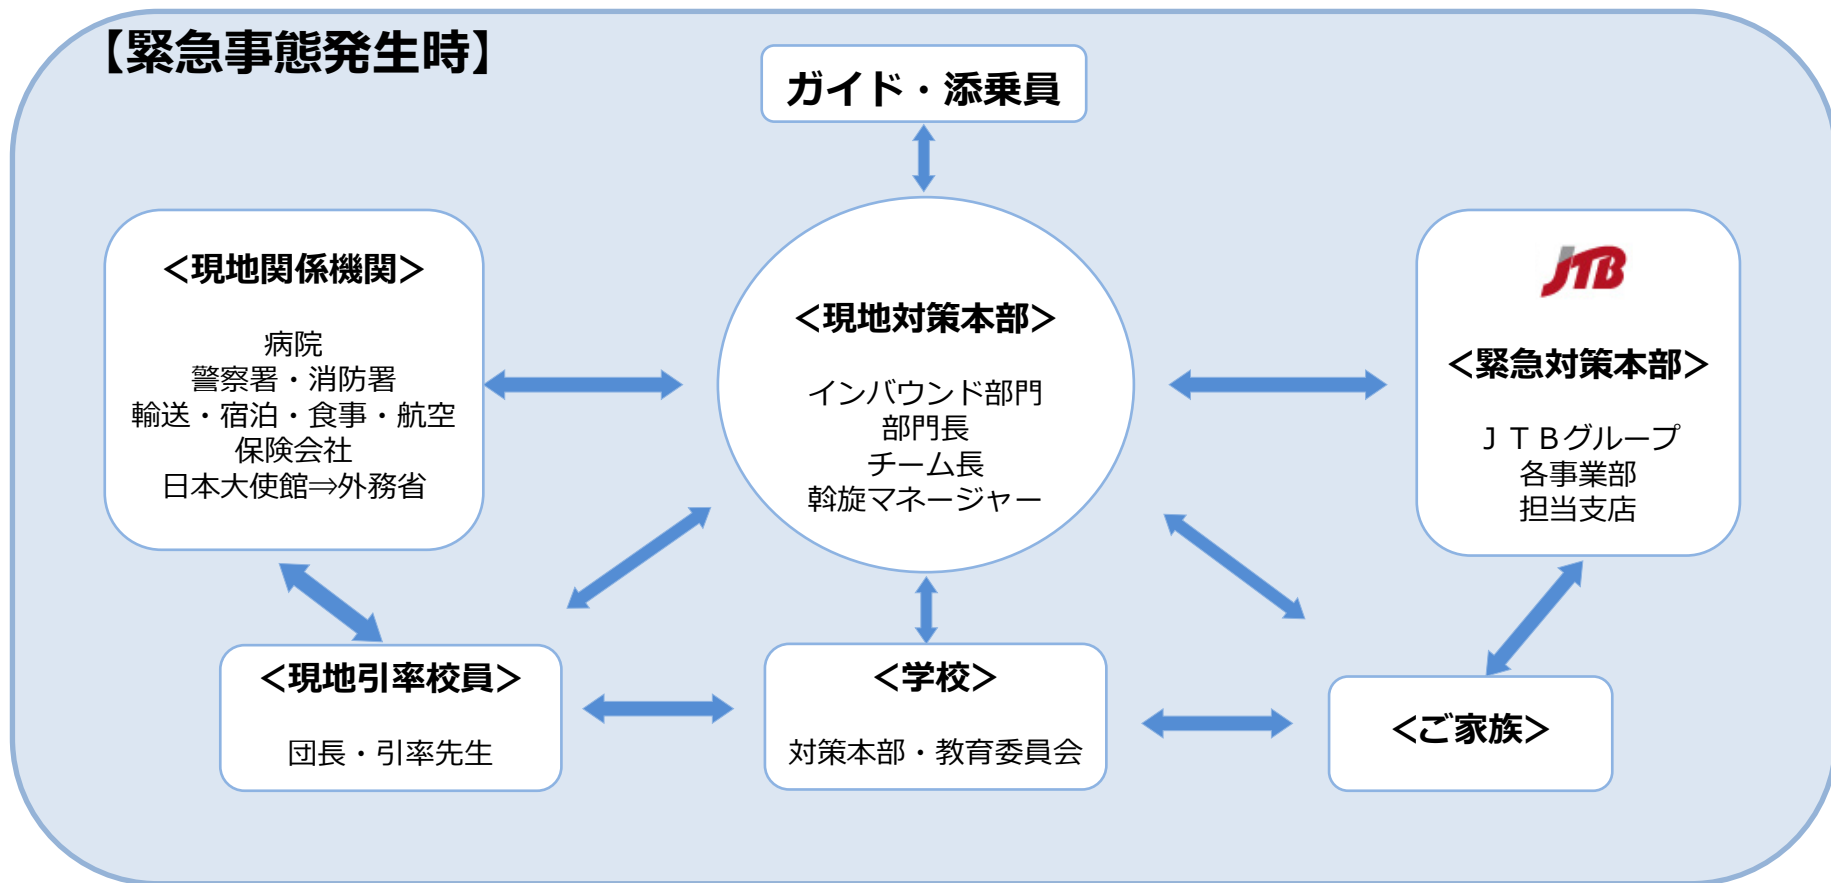 【緊急事態発生時】
ガイド・添乗員
<現地関係機関>
病院
警察署・消防署
輸送・宿泊・食事・航空
保険会社
日本大使館⇒外務省
<現地対策本部>
インバウンド部門
部門長
チーム長
斡旋マネージャー
JTB
<緊急対策本部>
ＪＴＢグループ
各事業部
担当支店
<現地引率校員>
団長・引率先生
<学校>
対策本部・教育委員会
<ご家族>